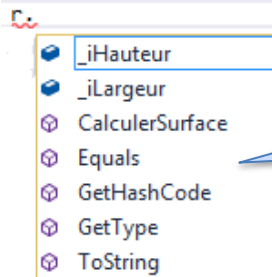 r.
_iHauteur
_iLargeur
CalculerSurface
Equals
GetHashCode
GetType
ToString